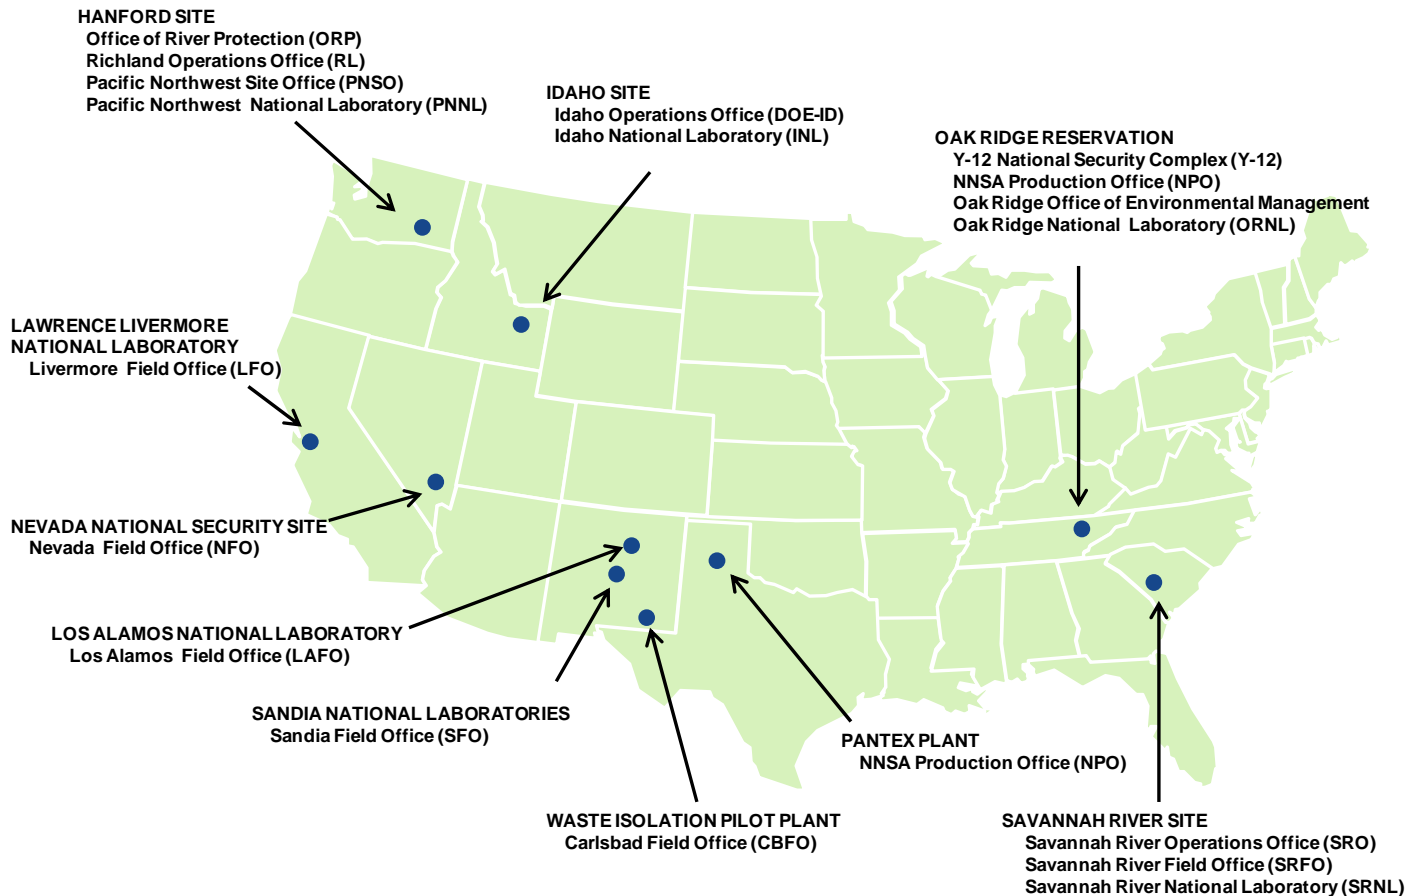 HANFORD SITE
Office of River Protection (ORP)
Richland Operations Office (RL)
Pacific Northwest Site Office (PNSO)
Pacific Northwest National Laboratory (PNNL)
IDAHO SITE
Idaho Operations Office (DOE-ID)
Idaho National Laboratory (INL)
OAK RIDGE RESERVATION
Y-12 National Security Complex (Y-12)
NNSA Production Office (NPO)
Oak Ridge Office of Environmental Management
Oak Ridge National Laboratory (ORNL)
LAWRENCE LIVERMORE
NATIONAL LABORATORY
Livermore Field Office (LFO)
NEVADA NATIONAL SECURITY SITE
Nevada Field Office (NFO)
LOS ALAMOS NATIONAL LABORATORY
Los Alamos Field Office (LAFO)
SANDIA NATIONAL LABORATORIES
Sandia Field Office (SFO)
PANTEX PLANT
NNSA Production Office (NPO)
WASTE ISOLATION PILOT PLANT
Carlsbad Field Office (CBFO)
SAVANNAH RIVER SITE
Savannah River Operations Office (SRO)
Savannah River Field Office (SRFO)
Savannah River National Laboratory (SRNL)